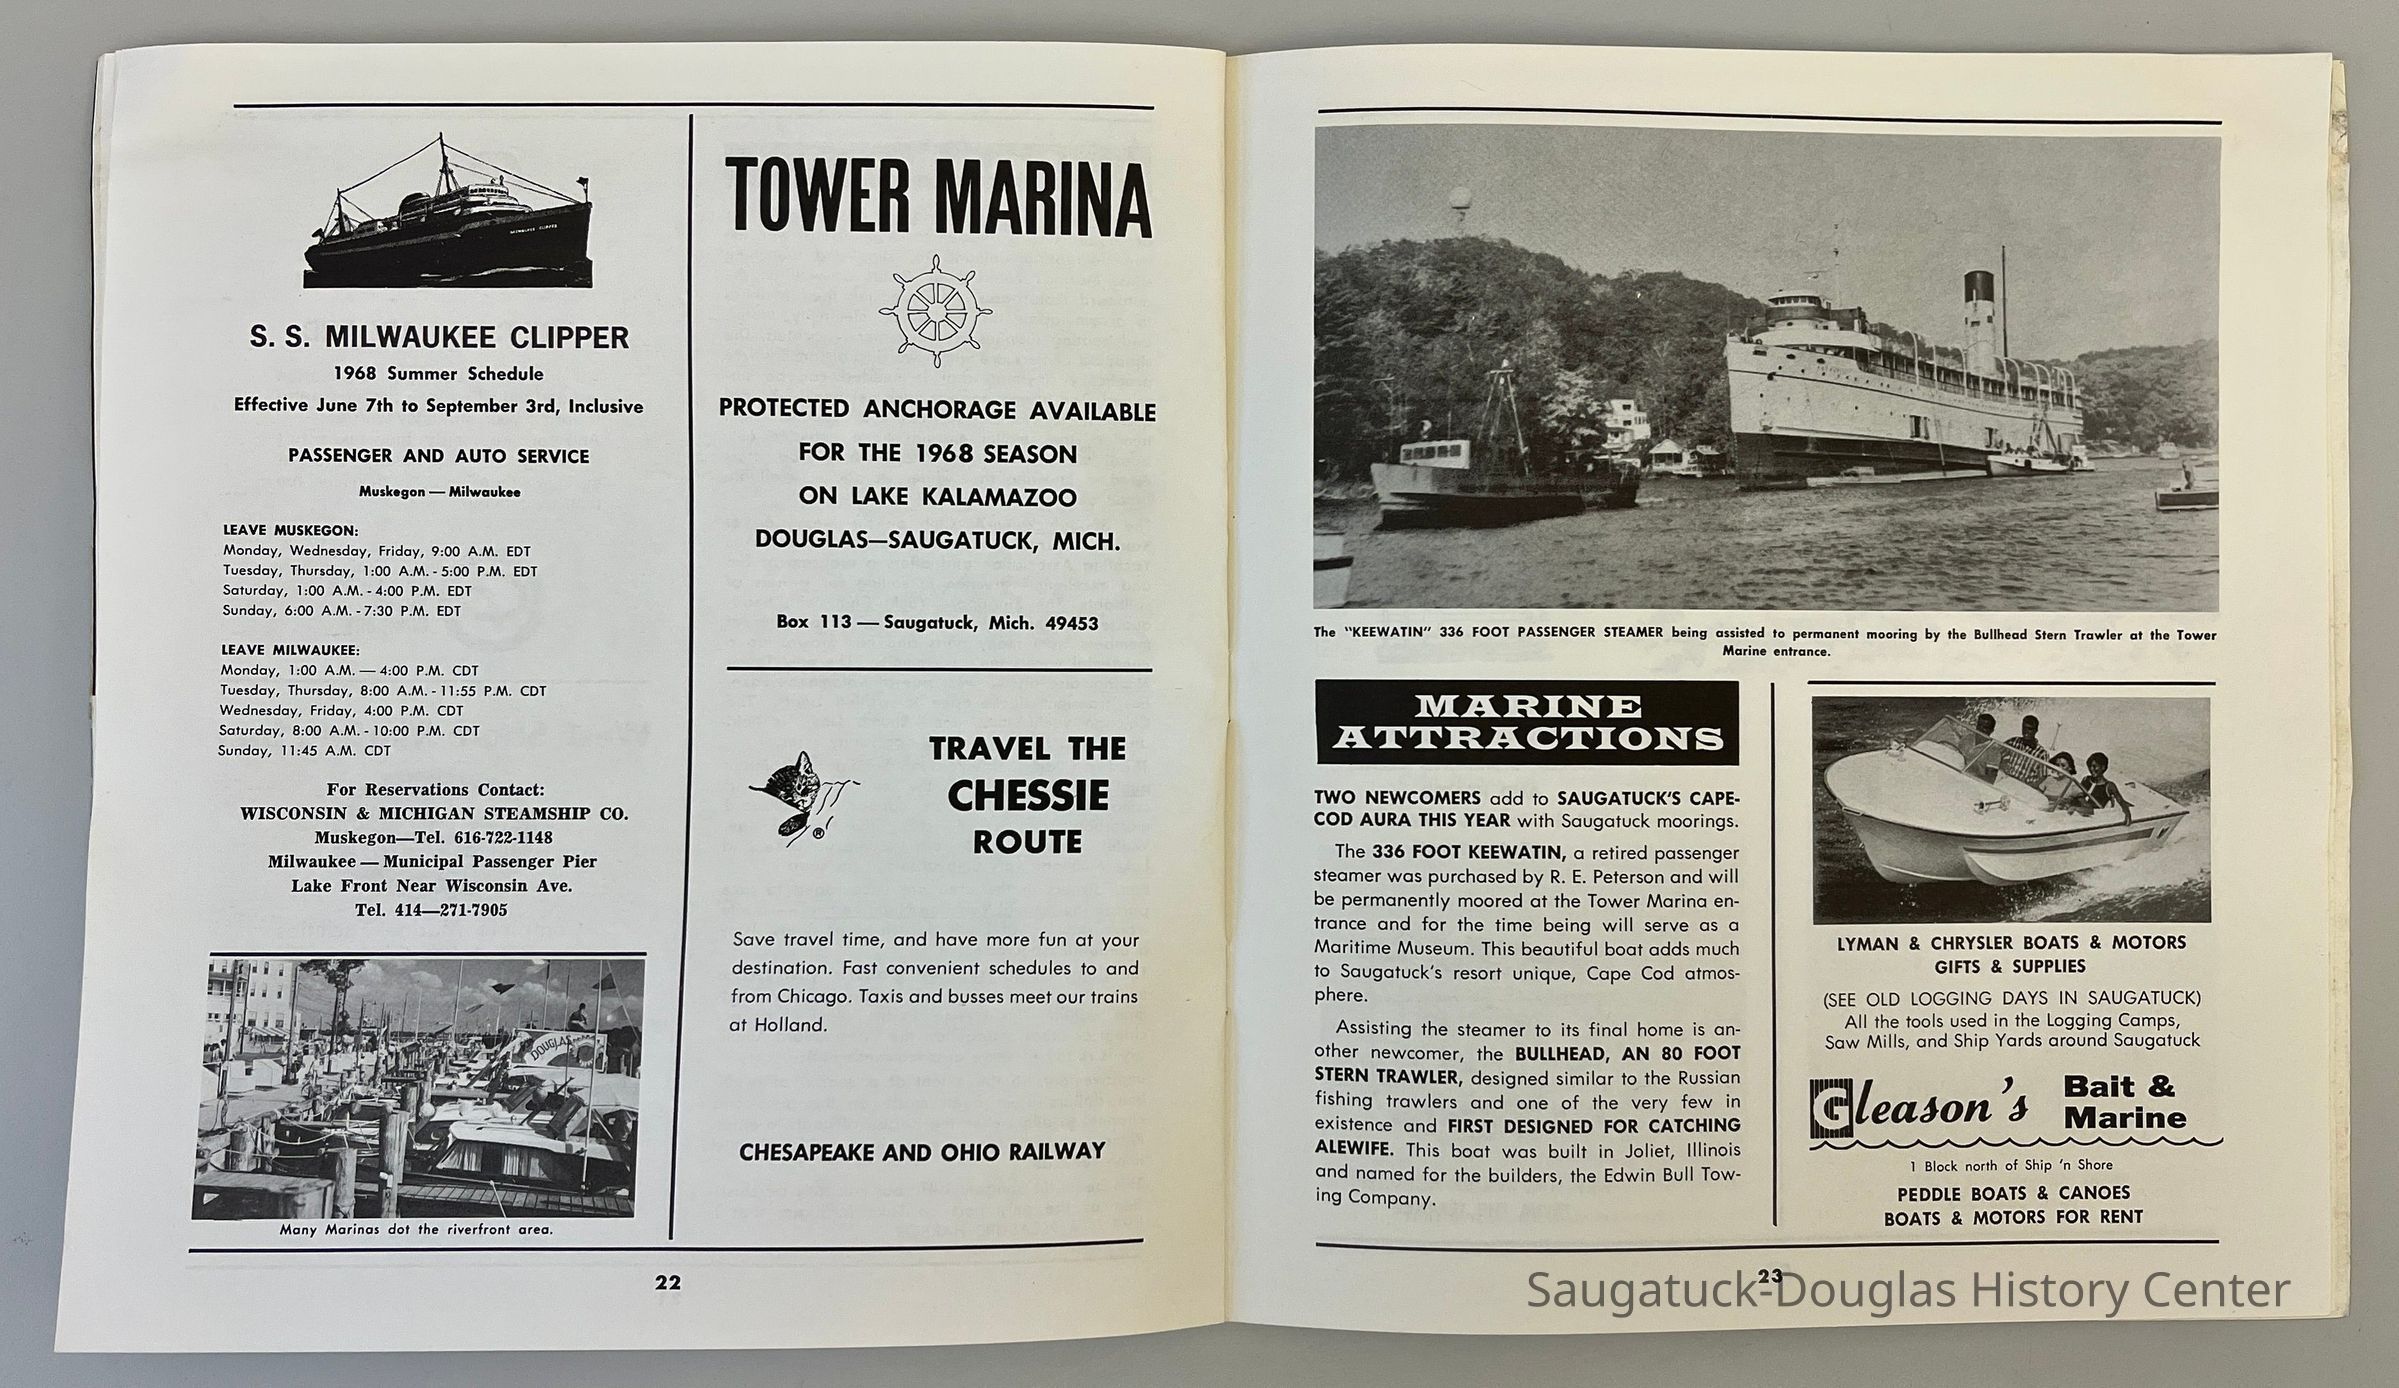 MILWAUKEE CLIPPER
S. S. MILWAUKEE CLIPPER
1968 Summer Schedule
Effective June 7th to September 3rd, Inclusive
PASSENGER AND AUTO SERVICE
Muskegon — Milwaukee
LEAVE MUSKEGON:
Monday, Wednesday, Friday, 9:00 A.M. EDT
Tuesday, Thursday, 1:00 A.M. - 5:00 P.M. EDT
Saturday, 1:00 A.M. - 4:00 P.M. EDT
Sunday, 6:00 A.M. - 7:30 P.M. EDT
LEAVE MILWAUKEE:
Monday, 1:00 A.M. — 4:00 P.M. CDT
Tuesday, Thursday, 8:00 A.M. - 11:55 P.M. CDT
Wednesday, Friday, 4:00 P.M. CDT
Saturday, 8:00 A.M. - 10:00 P.M. CDT
Sunday, 11:45 A.M. CDT
For Reservations Contact:
WISCONSIN & MICHIGAN STEAMSHIP CO.
Muskegon—Tel. 616-722-1148
Milwaukee — Municipal Passenger Pier
Lake Front Near Wisconsin Ave.
Tel. 414—271-7905
DOUGLAS
Many Marinas dot the riverfront area.
TOWER MARINA
PROTECTED ANCHORAGE AVAILABLE
FOR THE 1968 SEASON
ON LAKE KALAMAZOO
DOUGLAS—SAUGATUCK, MICH.
Box 113 — Saugatuck, Mich. 49453
TRAVEL THE
CHESSIE
ROUTE
®
Save travel time, and have more fun at your
destination. Fast convenient schedules to and
from Chicago. Taxis and busses meet our trains
at Holland.
CHESAPEAKE AND OHIO RAILWAY
22
The "KEEWATIN" 336 FOOT PASSENGER STEAMER being assisted to permanent mooring by the Bullhead Stern Trawler at the Tower
Marine entrance.
MARINE
ATTRACTIONS
TWO NEWCOMERS add to SAUGATUCK'S CAPE-
COD AURA THIS YEAR with Saugatuck moorings.
The 336 FOOT KEEWATIN, a retired passenger
steamer was purchased by R. E. Peterson and will
be permanently moored at the Tower Marina en-
trance and for the time being will serve as a
Maritime Museum. This beautiful boat adds much
to Saugatuck's resort unique, Cape Cod atmos-
phere.
Assisting the steamer to its final home is an-
other newcomer, the BULLHEAD, AN 80 FOOT
STERN TRAWLER, designed similar to the Russian
fishing trawlers and one of the very few in
existence and FIRST DESIGNED FOR CATCHING
ALEWIFE. This boat was built in Joliet, Illinois
and named for the builders, the Edwin Bull Tow-
ing Company.
LYMAN & CHRYSLER BOATS & MOTORS
GIFTS & SUPPLIES
(SEE OLD LOGGING DAYS IN SAUGATUCK)
All the tools used in the Logging Camps,
Saw Mills, and Ship Yards around Saugatuck
Gleason's Bait &
Marine
1 Block north of Ship 'n Shore
PEDDLE BOATS & CANOES
BOATS & MOTORS FOR RENT
23
Saugatuck-Douglas History Center